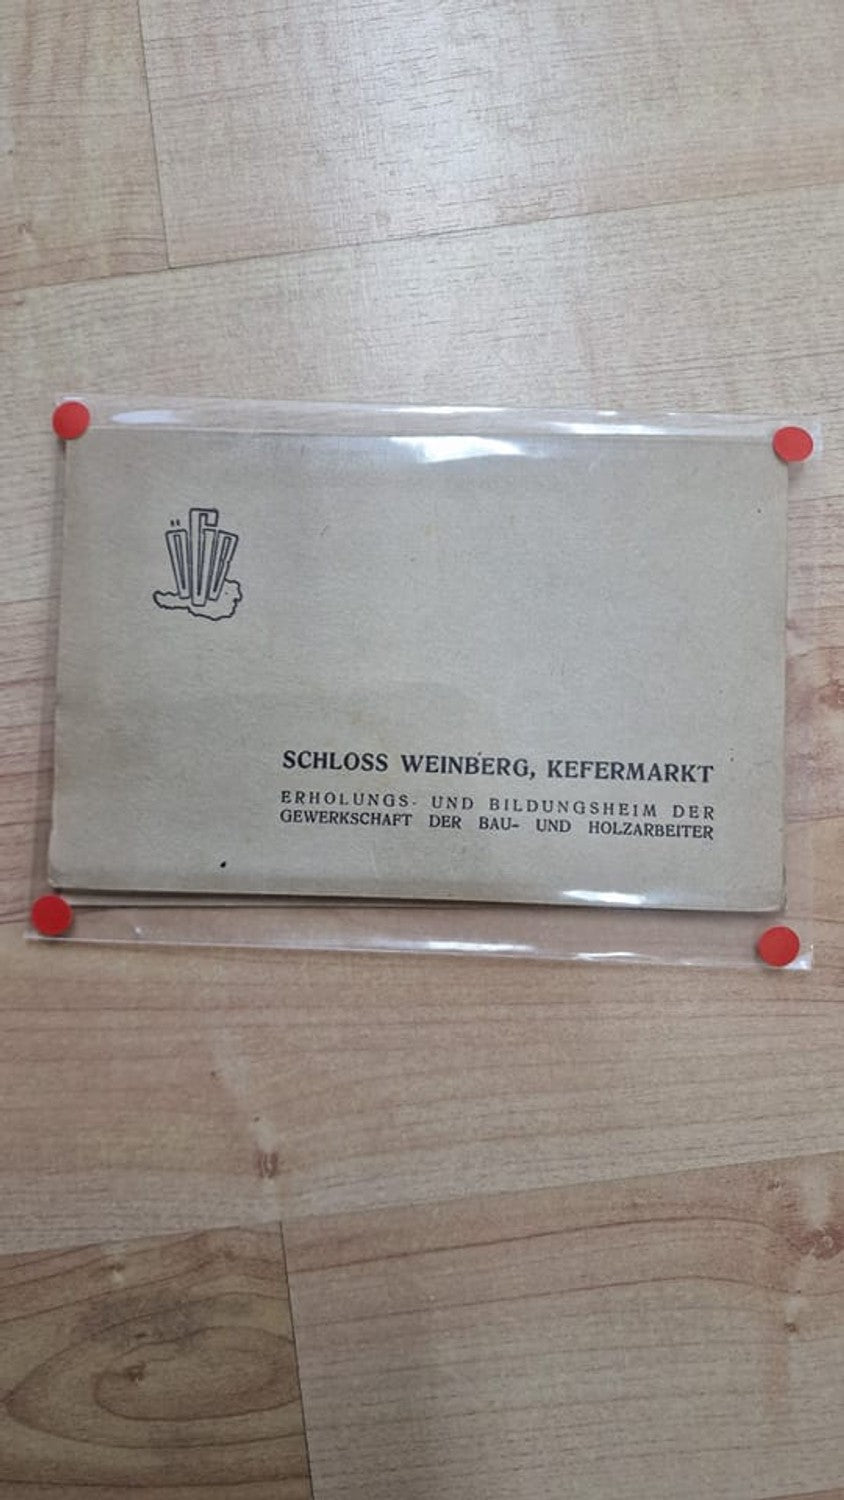 ÖGB
SCHLOSS WEINBERG, KEFERMARKT
ERHOLUNGS- UND BILDUNGSHEIM DER
GEWERKSCHAFT DER BAU- UND HOLZARBEITER